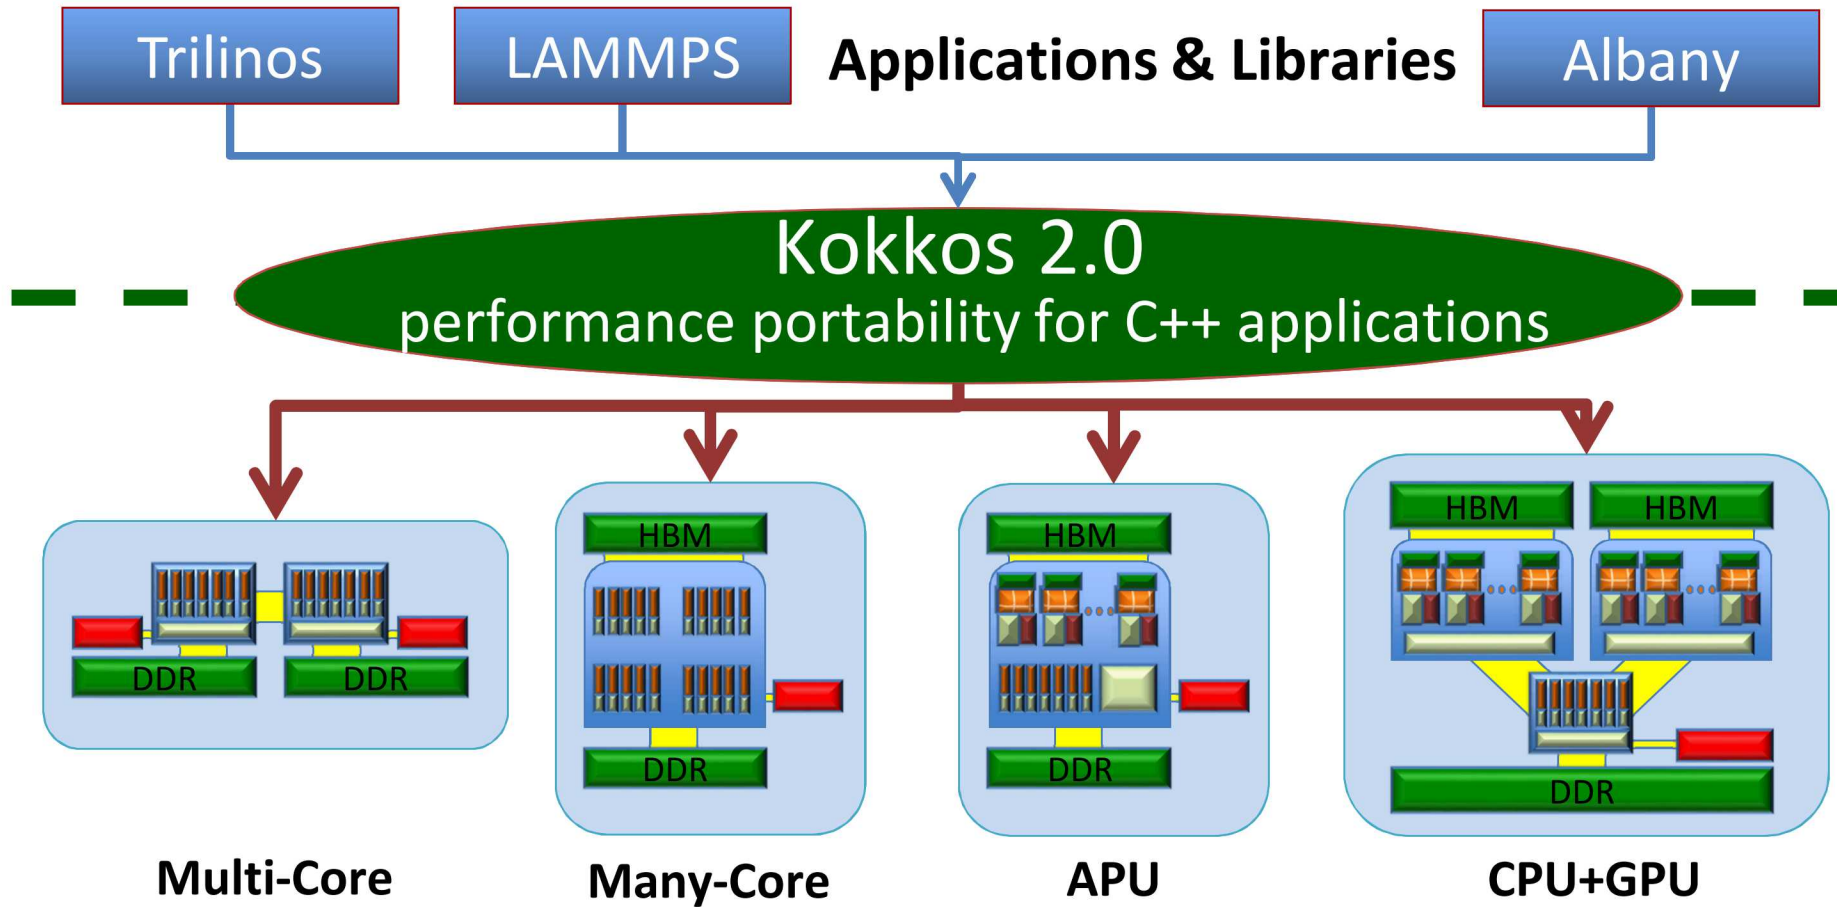 Trilinos
LAMMPS
Applications & Libraries
Albany
Kokkos 2.0
performance portability for C++ applications
HBM
HBM
HBM
HBM
DDR
DDR
DDR
DDR
DDR
Multi-Core
Many-Core
APU
CPU+GPU